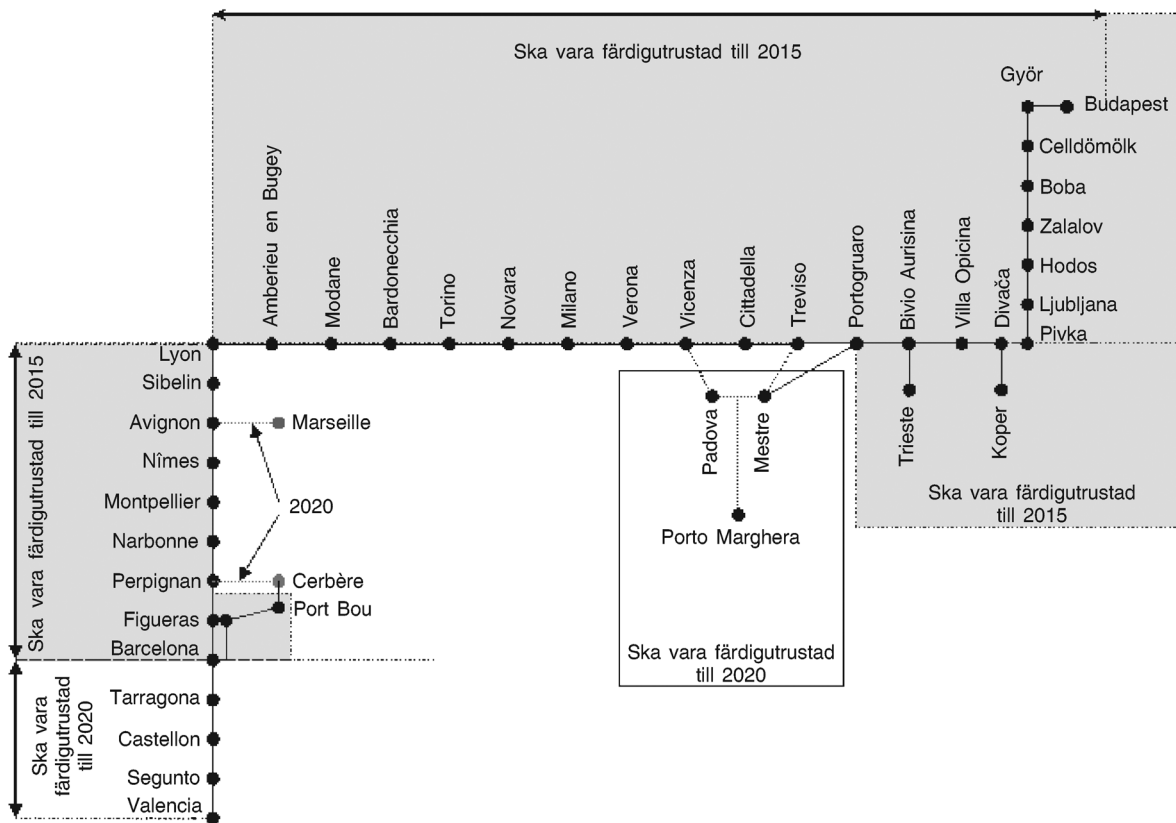 Ska vara färdigutrustad till 2015
Györ
Budapest
Celldömölk
Boba
Zalalov
Hodos
Ljubljana
Pivka
Amberieu en Bugey
Modane
Bardonecchia
Torino
Novara
Milano
Verona
Vicenza
Cittadella
Treviso
Portogruaro
Bivio Aurisina
Villa Opicina
Divača
Lyon
Sibelin
Avignon
Marseille
Nîmes
Montpellier
2020
Narbonne
Perpignan
Cerbère
Port Bou
Figueras
Barcelona
Tarragona
Castellon
Segunto
Valencia
Ska vara färdigutrustad till 2015
Ska vara
färdigutrustad
till 2020
Padova
Mestre
Porto Marghera
Ska vara färdigutrustad
till 2020
Trieste
Koper
Ska vara färdigutrustad
till 2015